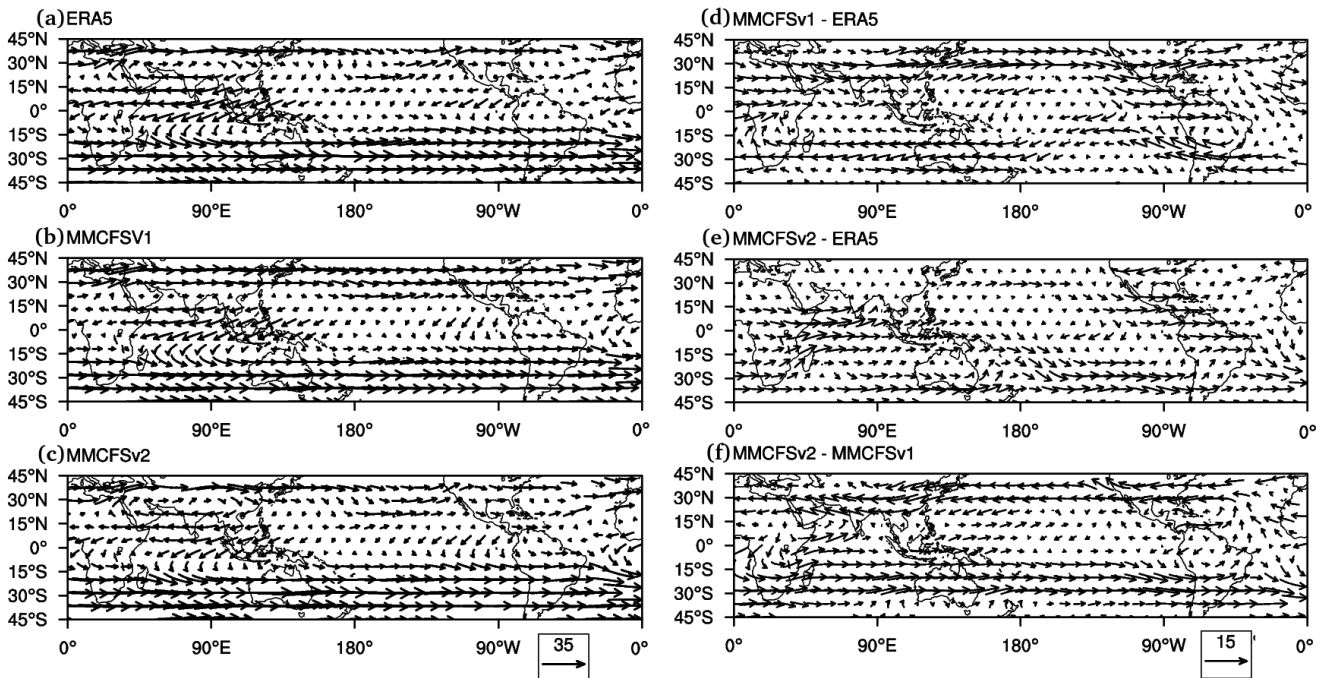 (a) ERA5
45°N
30°N
15°N
0°
15°S
30°S
45°S
0° 90°E 180° 90°W 0°
(b) MMCFSV1
45°N
30°N
15°N
0°
15°S
30°S
45°S
0° 90°E 180° 90°W 0°
(c) MMCFSv2
45°N
30°N
15°N
0°
15°S
30°S
45°S
0° 90°E 180° 90°W 0°
35
(d) MMCFSv1 - ERA5
45°N
30°N
15°N
0°
15°S
30°S
45°S
0° 90°E 180° 90°W 0°
(e) MMCFSv2 - ERA5
45°N
30°N
15°N
0°
15°S
30°S
45°S
0° 90°E 180° 90°W 0°
(f) MMCFSv2 - MMCFSv1
45°N
30°N
15°N
0°
15°S
30°S
45°S
0° 90°E 180° 90°W 0°
15